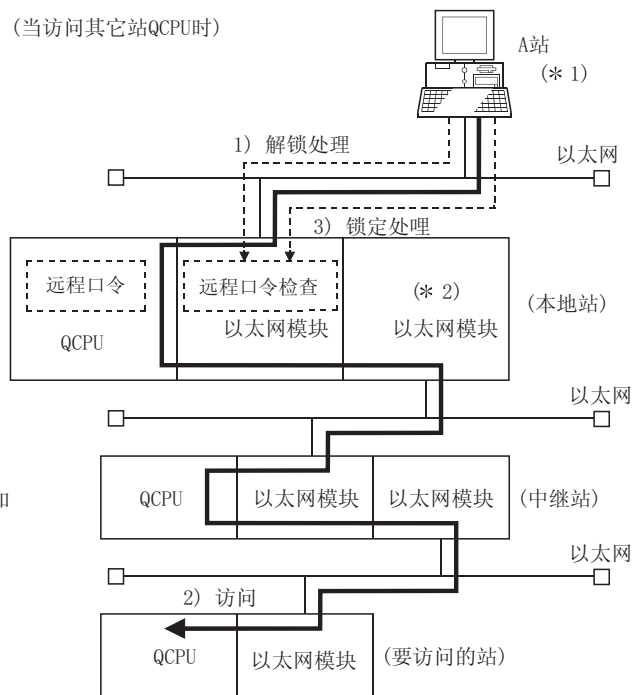 (当访问其它站QCPU时)
A站
(* 1)
1) 解锁处理
以太网
3) 锁定处理
远程口令
远程口令检查
(* 2)
QCPU
以太网模块
以太网模块
(本地站)
以太网
和
QCPU
以太网模块
以太网模块
(中继站)
以太网
2) 访问
QCPU
以太网模块
(要访问的站)